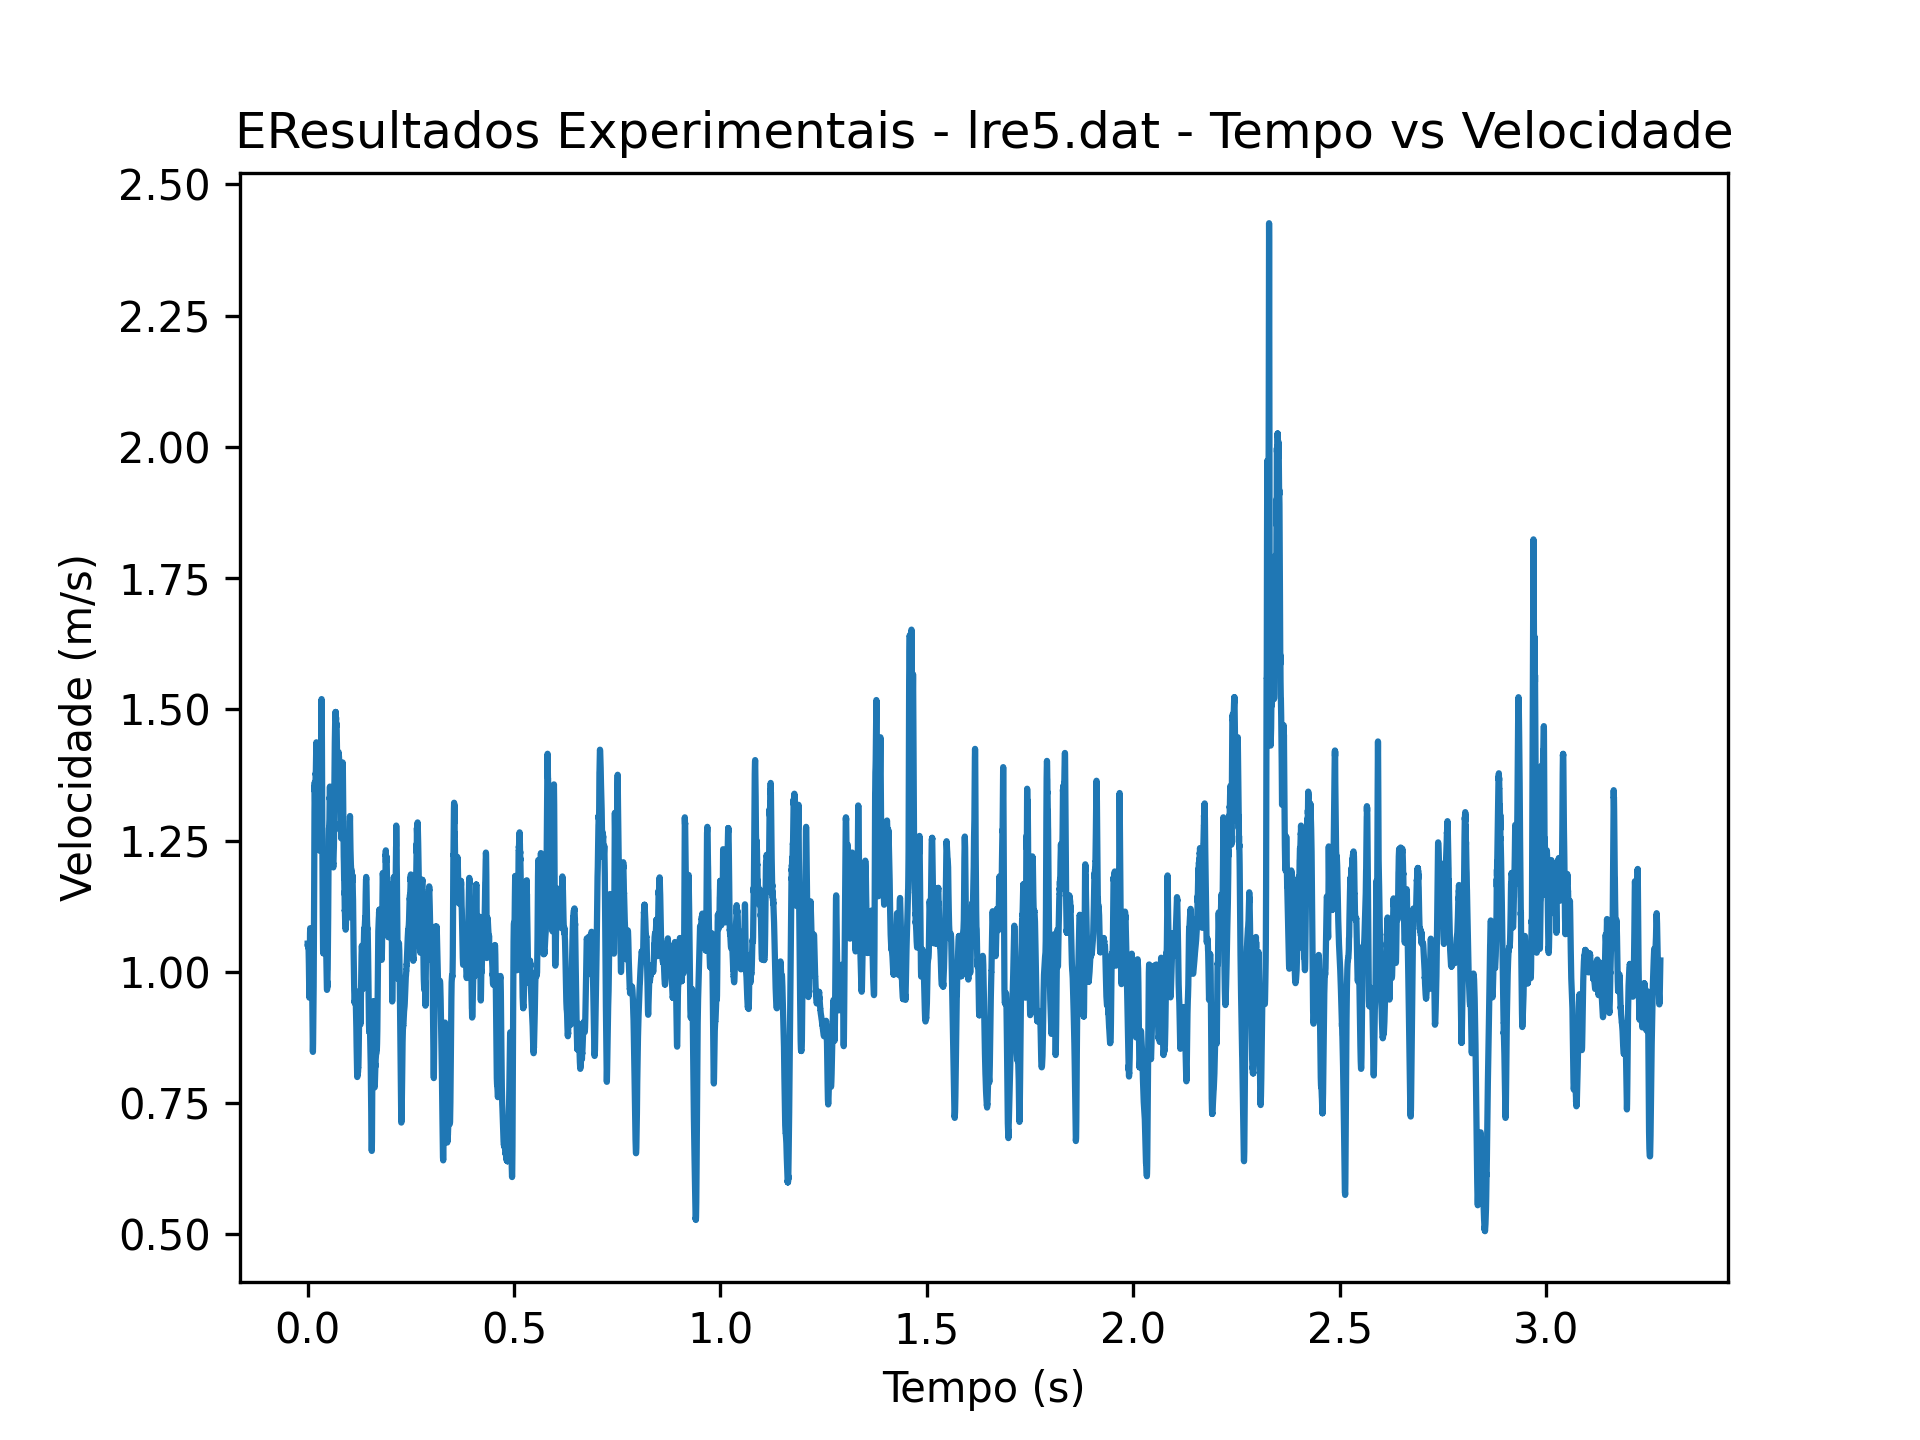 EResultados Experimentais - lre5.dat - Tempo vs Velocidade
2.50
2.25
2.00
1.75
1.50
1.25
1.00
0.75
0.50
Velocidade (m/s)
0.0 0.5 1.0 1.5 2.0 2.5 3.0
Tempo (s)